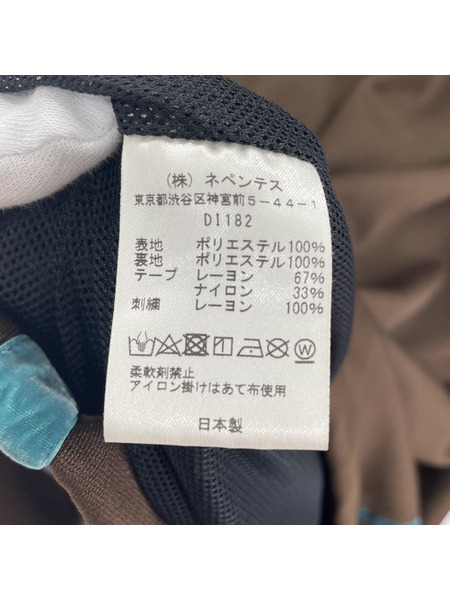 （株）ネペンテス
東京都渋谷区神宮前5－44－1
DI182
表地 ポリエステル100%
裏地 ポリエステル100%
テープ レーヨン 67%
ナイロン 33%
刺繍 レーヨン 100%
柔軟剤禁止
アイロン掛けはあて布使用
日本製